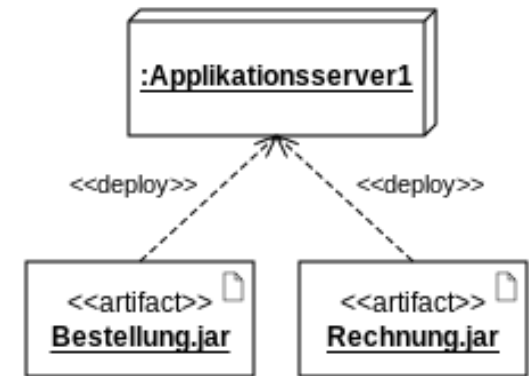 :Applikationsserver1
<<deploy>>
<<deploy>>
<<artifact>>
Bestellung.jar
<<artifact>>
Rechnung.jar